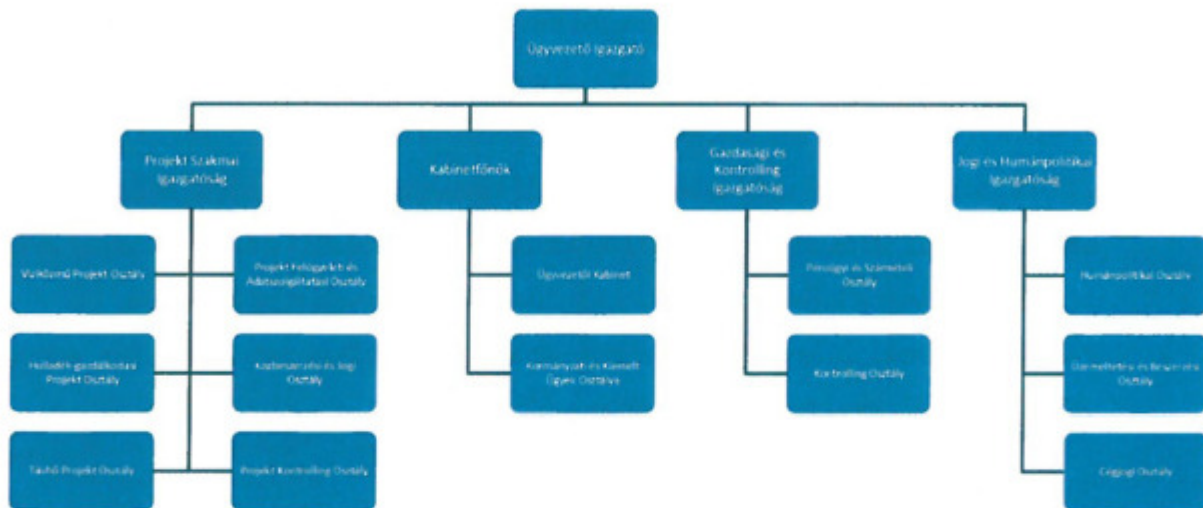 Ügyvezető Igazgató
Projekt Szakmai
Igazgatóság
Kabinetfőnök
Gazdasági és
Kontrolling
Igazgatóság
Jogi és Humánpolitikai
Igazgatóság
Víziközmű Projekt Osztály
Projekt Felügyeleti és
Adatszolgáltatási Osztály
Ügyvezetői Kabinet
Pénzügyi és Számviteli
Osztály
Humánpolitikai Osztály
Hulladék-gazdálkodási
Projekt Osztály
Közbeszerzési és Jogi
Osztály
Kormányzati és Kiemelt
Ügyek Osztálya
Kontrolling Osztály
Üzemeltetési és Beszerzési
Osztály
Távhő Projekt Osztály
Projekt Kontrolling Osztály
Cégjogi Osztály